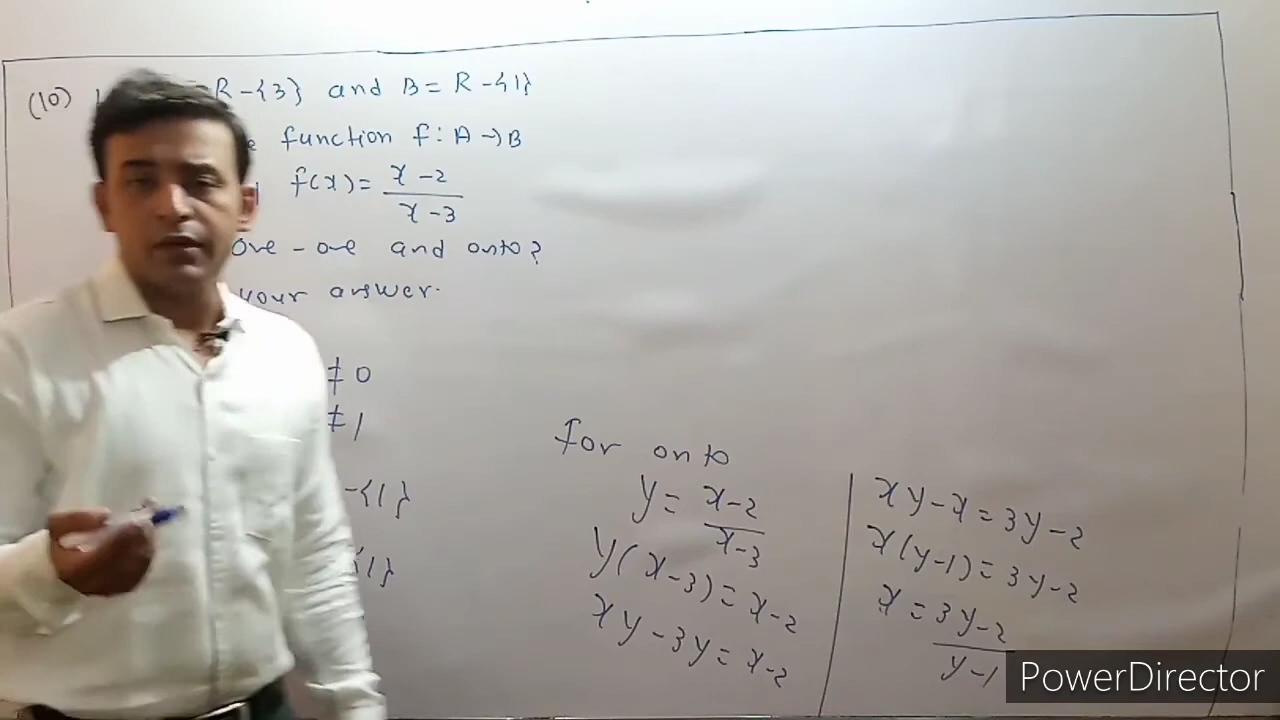 (10) R-{3} and B= R-{1}
function f: A→B
f(x)= x-2 / x-3
one-one and onto?
your answer.
≠ 0
≠ 1
-{1}
{1}
for onto
y= x-2 / x-3
y(x-3)= x-2
xy-3y= x-2
xy-x=3y-2
x(y-1)=3y-2
x= 3y-2 / y-1
PowerDirector